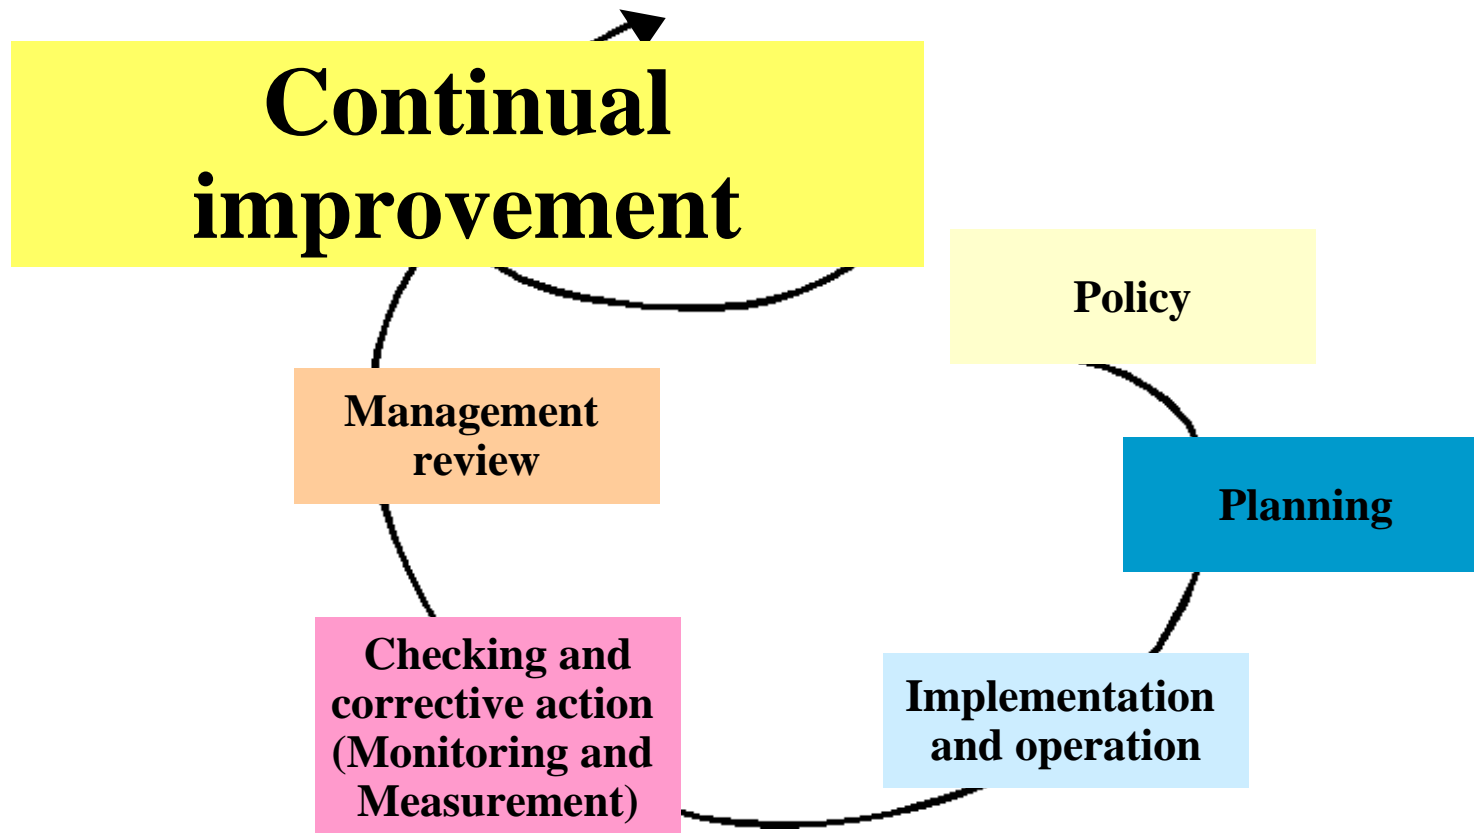 Continual
improvement
Policy
Management
review
Planning
Checking and
corrective action
(Monitoring and
Measurement)
Implementation
and operation